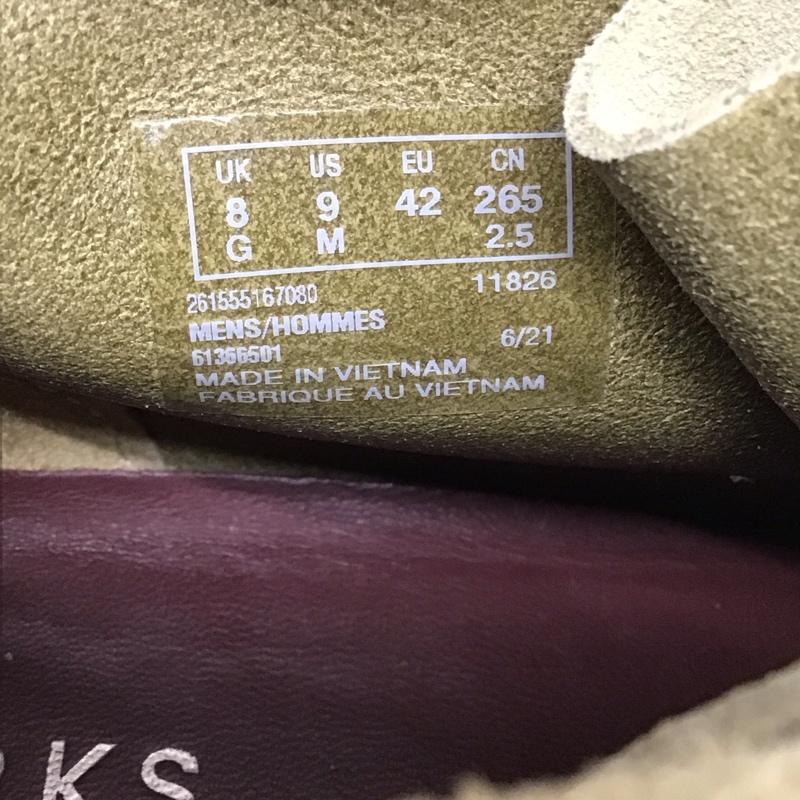 UK US EU CN
8 9 42 265
G M 2.5
261555167080 11826
MENS/HOMMES
61366501 6/21
MADE IN VIETNAM
FABRIQUE AU VIETNAM
RKS